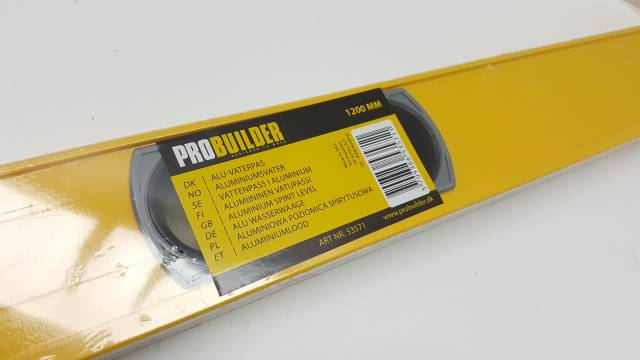 PROBUILDER
1200 MM
DK ALU-VATERPAS
NO ALUMINIUMSVATER
SE VATTENPASS I ALUMINIUM
FI ALUMIININEN VATUPASSI
GB ALUMINIUM SPIRIT LEVEL
DE ALU WASSERWAAGE
PL ALUMINIOWA POZIOMICA SPIRYTUSOWA
ET ALUMIINIUMLOOD
ART NR. 53571
www.probuilder.dk